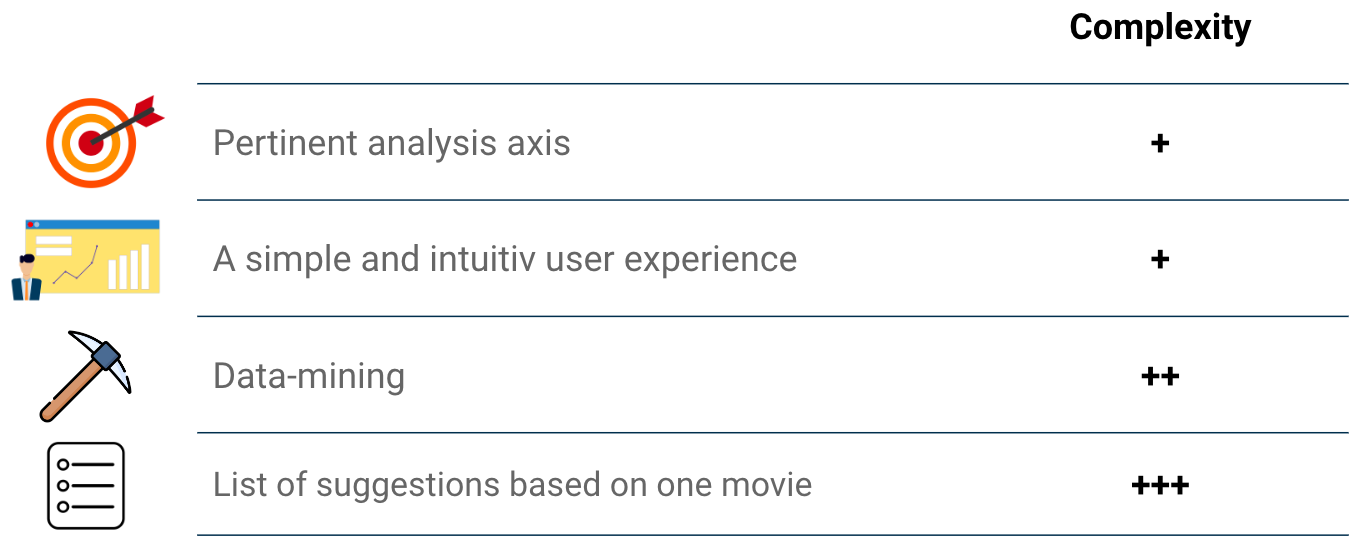 Complexity
Pertinent analysis axis +
A simple and intuitiv user experience +
Data-mining ++
List of suggestions based on one movie +++